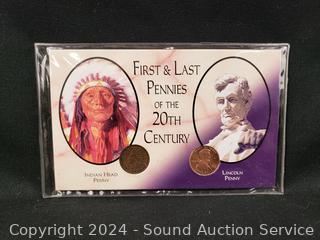 FIRST & LAST
PENNIES
OF THE
20TH
CENTURY
INDIAN HEAD
PENNY
LINCOLN
PENNY
Copyright 2024 - Sound Auction Service